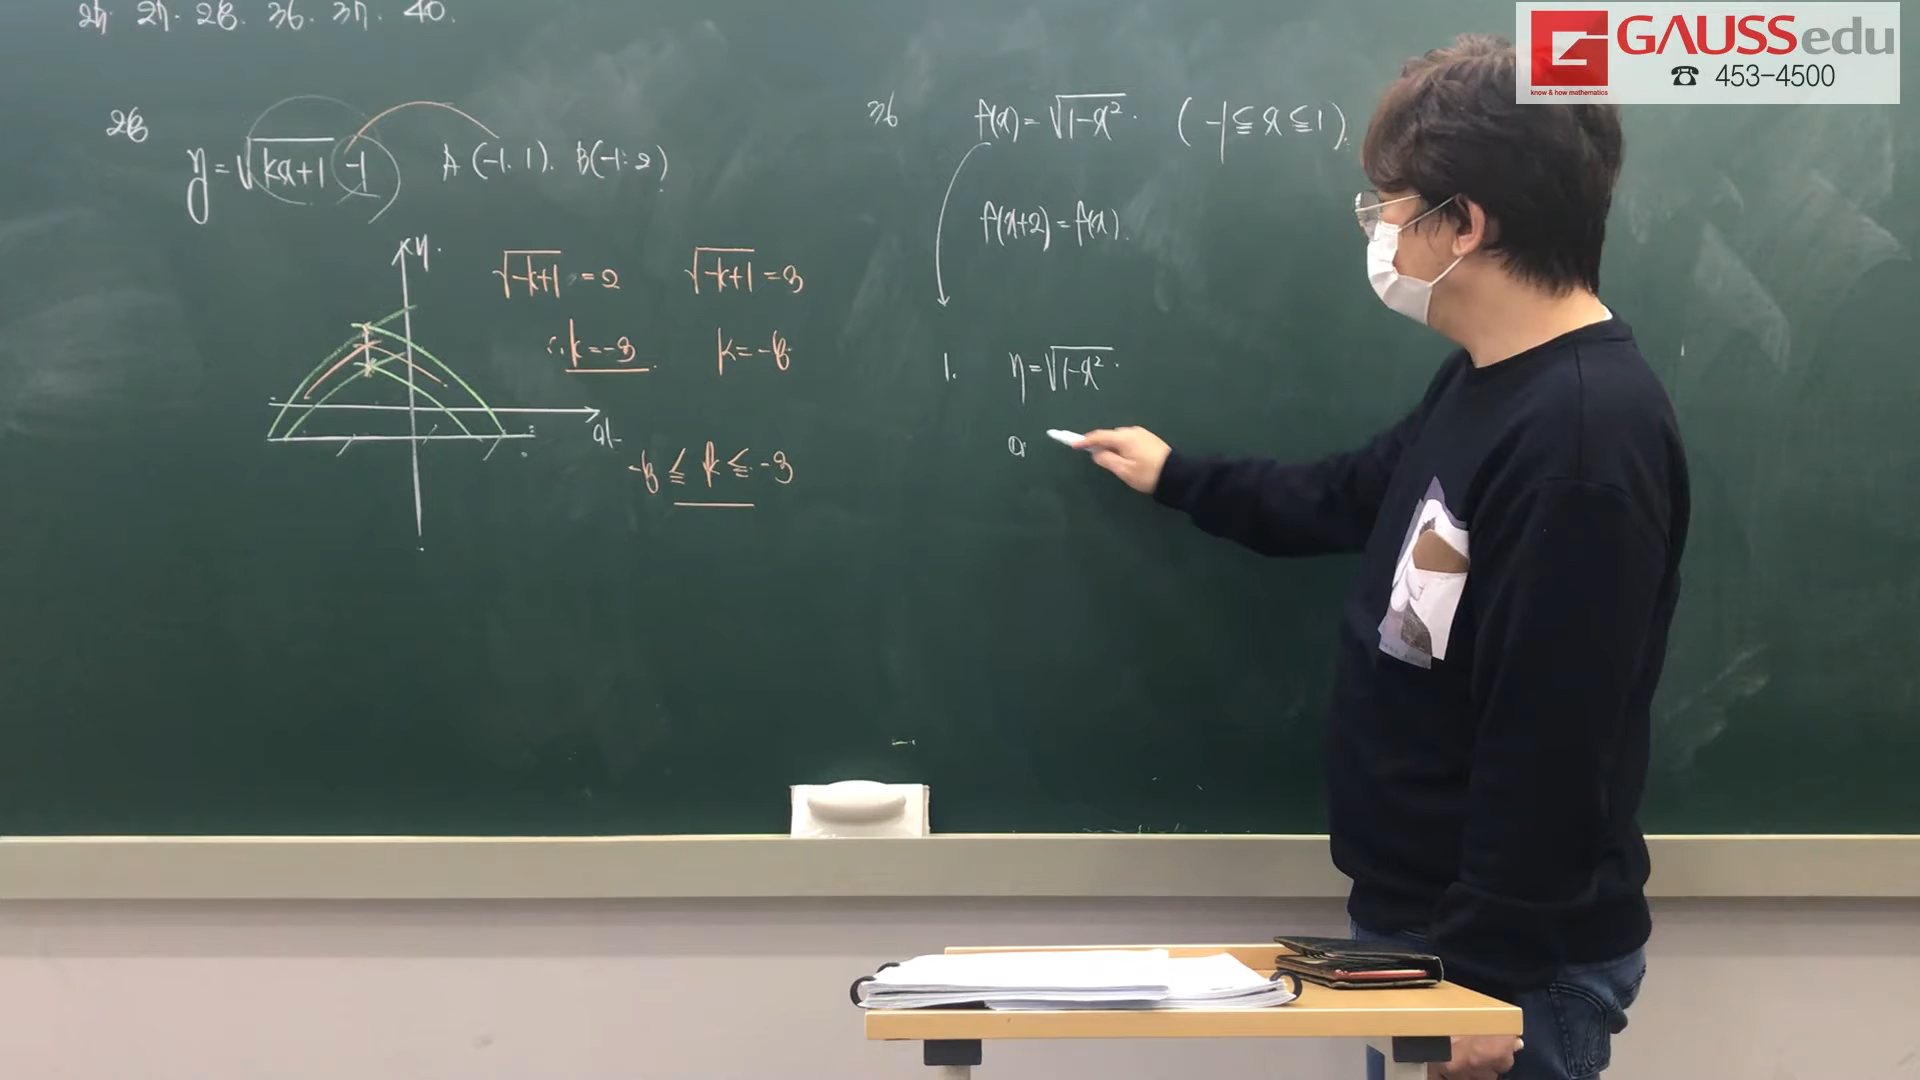 24. 27. 28. 36. 37. 40.
28
y=√kx+1 -1 A(-1.1). B(-1.2)
y.
√-k+1 =2 √-k+1 =3
∴k=-3 k=-8
x
-8≦k≦-3
36 f(x)=√1-x². (-1≦x≦1).
f(x+2)=f(x).
1. y=√1-x².
①
GAUSSedu
know & how mathematics
☎ 453-4500